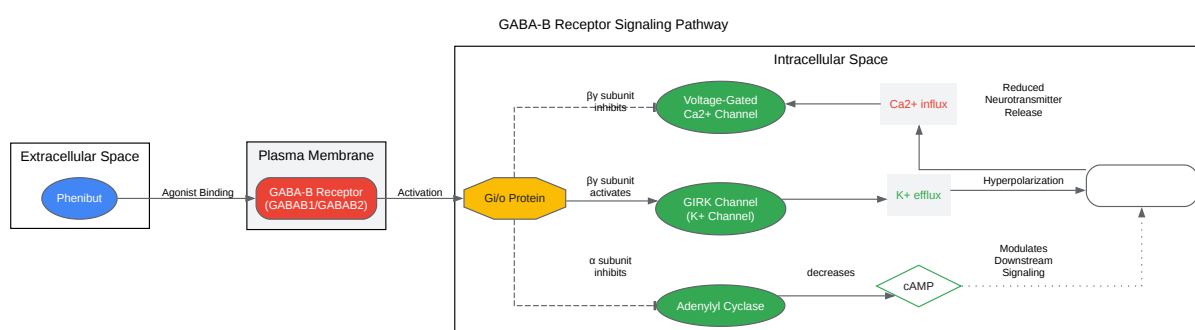 GABA-B Receptor Signaling Pathway
Extracellular Space
Phenibut
Agonist Binding
Plasma Membrane
GABA-B Receptor
(GABAB1/GABAB2)
Activation
Intracellular Space
Gi/o Protein
βγ subunit
inhibits
Voltage-Gated
Ca2+ Channel
Ca2+ influx
Reduced
Neurotransmitter
Release
βγ subunit
activates
GIRK Channel
(K+ Channel)
K+ efflux
Hyperpolarization
α subunit
inhibits
Adenylyl Cyclase
decreases
cAMP
Modulates
Downstream
Signaling